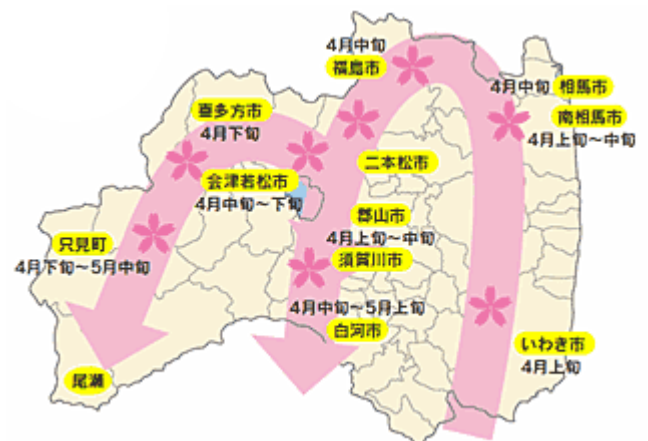 4月中旬
福島市
4月中旬 相馬市
南相馬市
4月上旬～中旬
喜多方市
4月下旬
二本松市
会津若松市
4月中旬～下旬
郡山市
4月上旬～中旬
須賀川市
只見町
4月下旬～5月中旬
4月中旬～5月上旬
白河市
いわき市
4月上旬
尾瀬